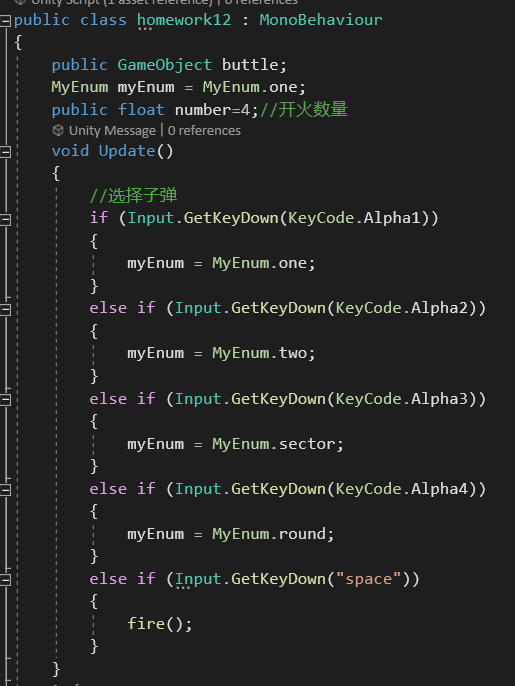 Unity Script (1 asset reference) | 0 references
public class homework12 : MonoBehaviour
{
public GameObject buttle;
MyEnum myEnum = MyEnum.one;
public float number=4;//开火数量
Unity Message | 0 references
void Update()
{
//选择子弹
if (Input.GetKeyDown(KeyCode.Alpha1))
{
myEnum = MyEnum.one;
}
else if (Input.GetKeyDown(KeyCode.Alpha2))
{
myEnum = MyEnum.two;
}
else if (Input.GetKeyDown(KeyCode.Alpha3))
{
myEnum = MyEnum.sector;
}
else if (Input.GetKeyDown(KeyCode.Alpha4))
{
myEnum = MyEnum.round;
}
else if (Input.GetKeyDown("space"))
{
fire();
}
}